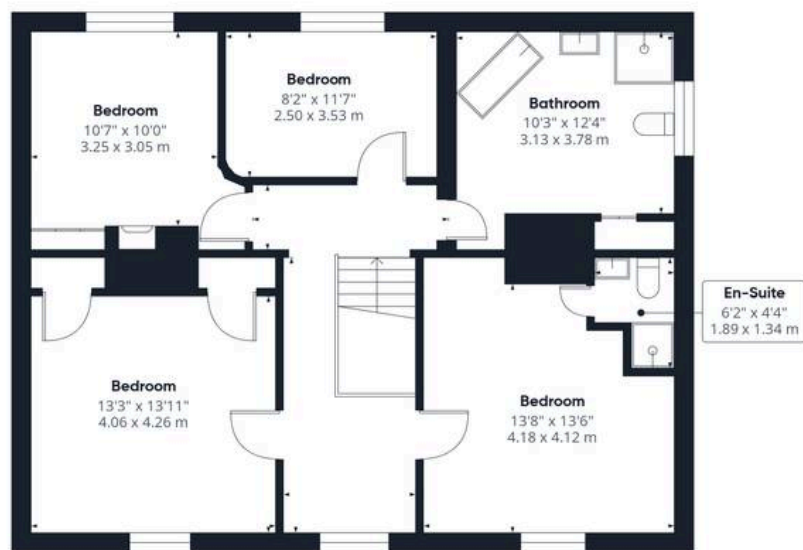 Bedroom
10'7" x 10'0"
3.25 x 3.05 m
Bedroom
8'2" x 11'7"
2.50 x 3.53 m
Bathroom
10'3" x 12'4"
3.13 x 3.78 m
En-Suite
6'2" x 4'4"
1.89 x 1.34 m
Bedroom
13'3" x 13'11"
4.06 x 4.26 m
Bedroom
13'8" x 13'6"
4.18 x 4.12 m